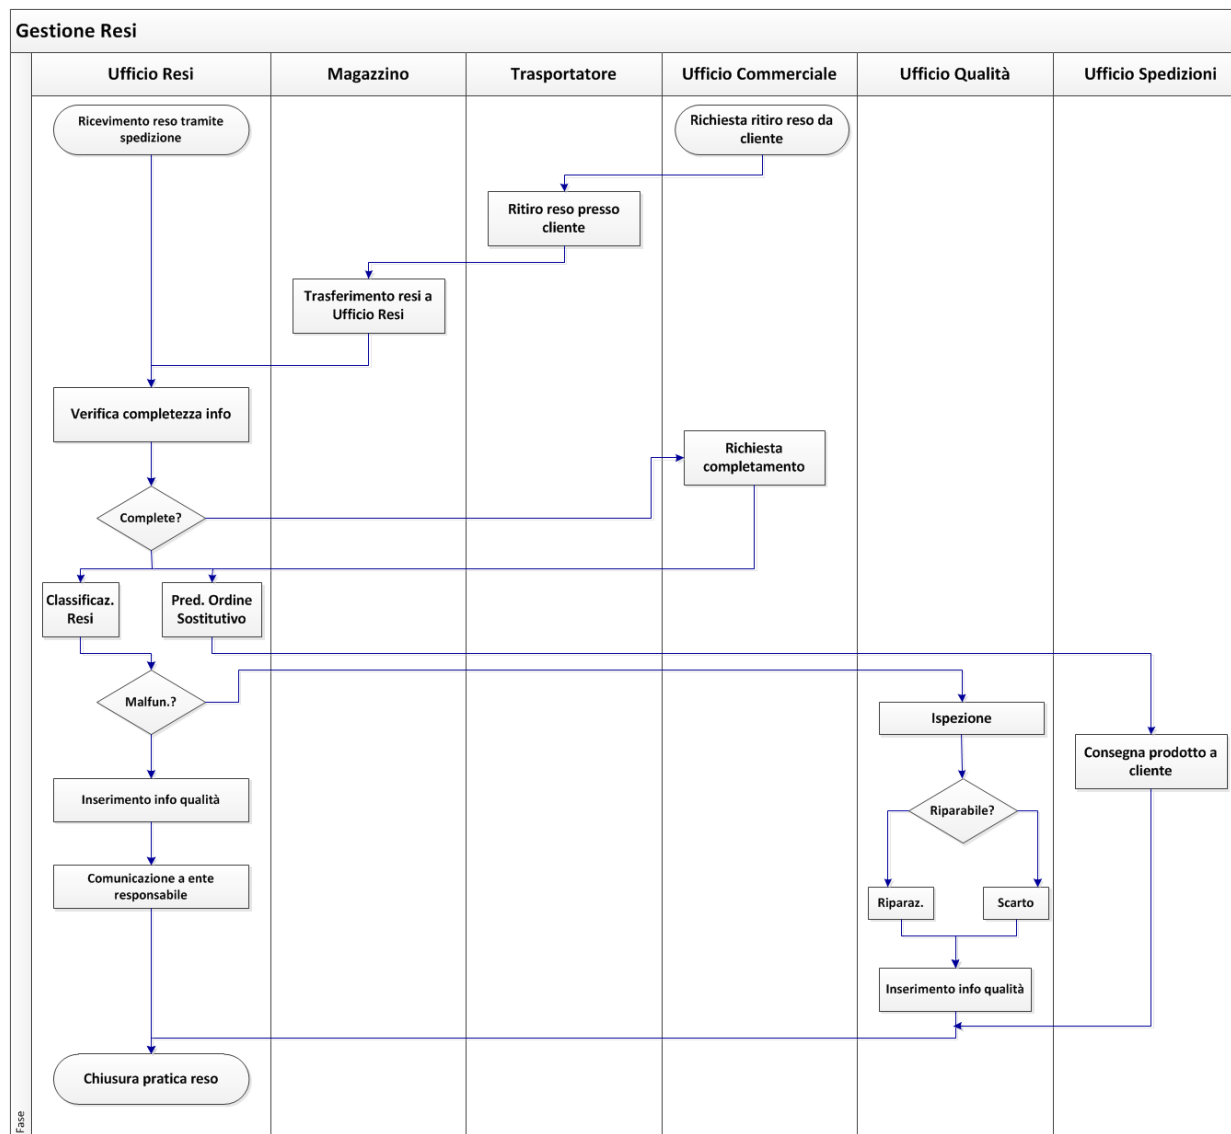 Gestione Resi
Ufficio Resi
Magazzino
Trasportatore
Ufficio Commerciale
Ufficio Qualità
Ufficio Spedizioni
Ricevimento reso tramite
spedizione
Richiesta ritiro reso da
cliente
Ritiro reso presso
cliente
Trasferimento resi a
Ufficio Resi
Verifica completezza info
Richiesta
completamento
Complete?
Classificaz.
Resi
Pred. Ordine
Sostitutivo
Malfun.?
Ispezione
Consegna prodotto a
cliente
Inserimento info qualità
Riparabile?
Comunicazione a ente
responsabile
Riparaz.
Scarto
Inserimento info qualità
Chiusura pratica reso
Fase